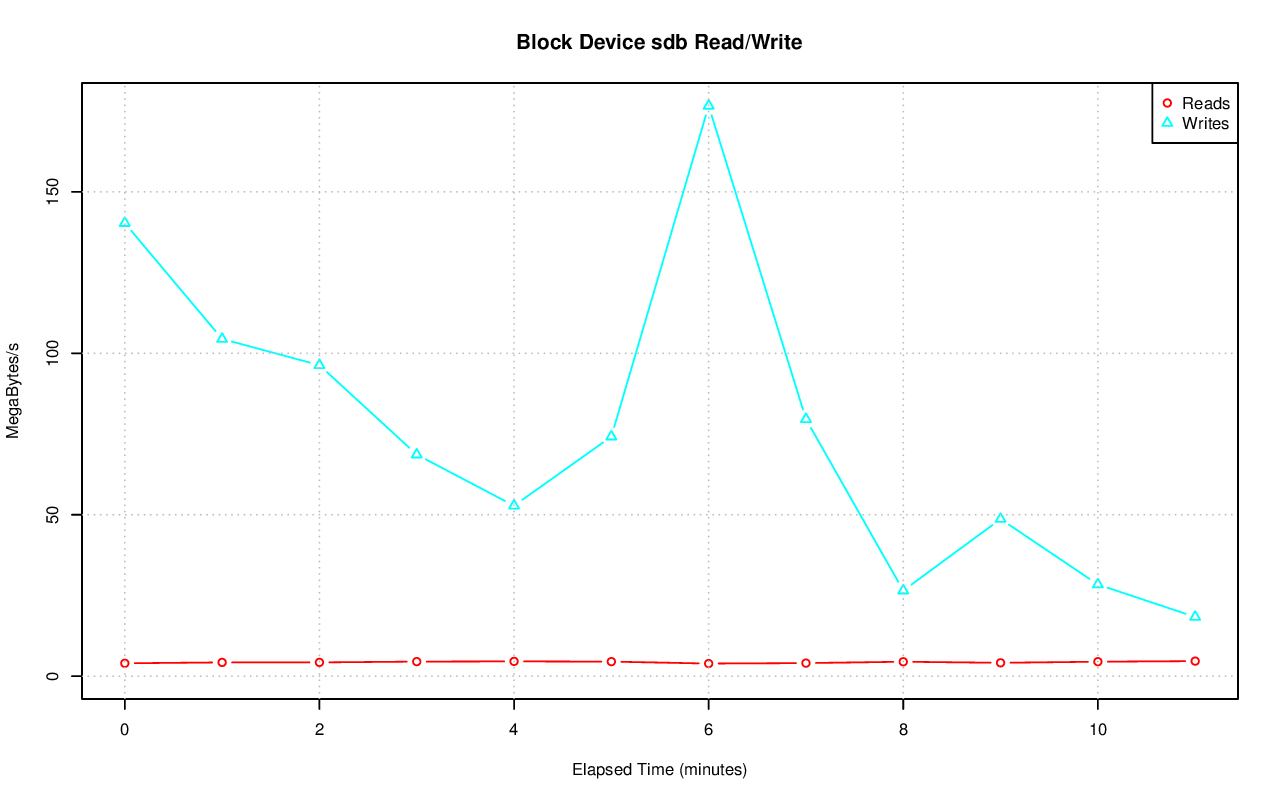 Block Device sdb Read/Write
Reads
Writes
MegaBytes/s
150
100
50
0
0 2 4 6 8 10
Elapsed Time (minutes)